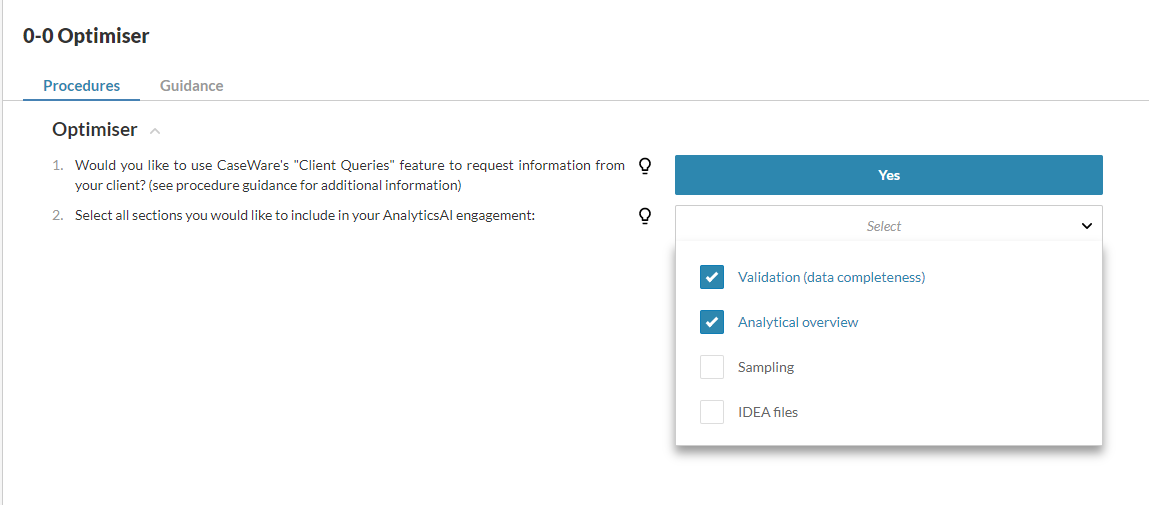 0-0 Optimiser
Procedures
Guidance
Optimiser
1. Would you like to use CaseWare's "Client Queries" feature to request information from
your client? (see procedure guidance for additional information)
Yes
2. Select all sections you would like to include in your AnalyticsAI engagement:
Select
Validation (data completeness)
Analytical overview
Sampling
IDEA files